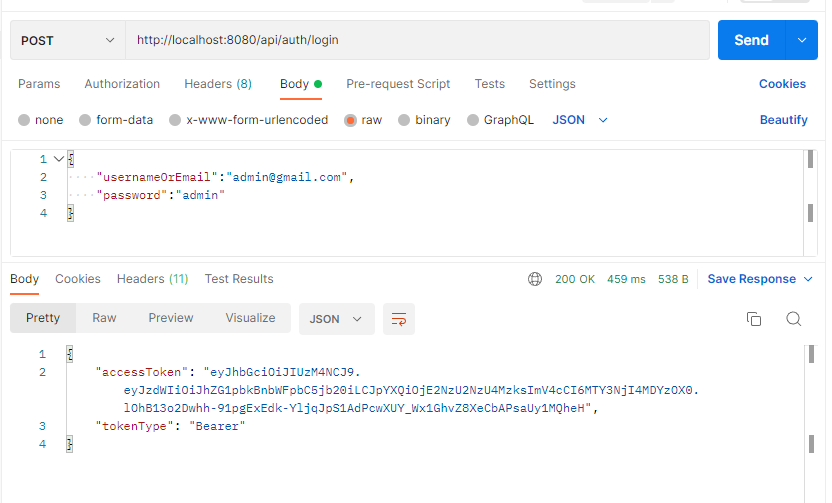 POST http://localhost:8080/api/auth/login Send
Params Authorization Headers (8) Body Pre-request Script Tests Settings Cookies
none form-data x-www-form-urlencoded raw binary GraphQL JSON Beautify
1 {
2 "usernameOrEmail":"admin@gmail.com",
3 "password":"admin"
4 }
Body Cookies Headers (11) Test Results 200 OK 459 ms 538 B Save Response
Pretty Raw Preview Visualize JSON
1 {
2 "accessToken": "eyJhbGciOiJIUzM4NCJ9.
eyJzdWIiOiJhZG1pbkBnbWFpbC5jb20iLCJpYXQiOjE2NzU2NzU4MzksImV4cCI6MTY3NjI4MDYzOX0.
lOhB13o2Dwhh-91pgExEdk-YljqJpS1AdPcwXUY_Wx1GhvZ8XeCbAPsaUy1MQheH",
3 "tokenType": "Bearer"
4 }